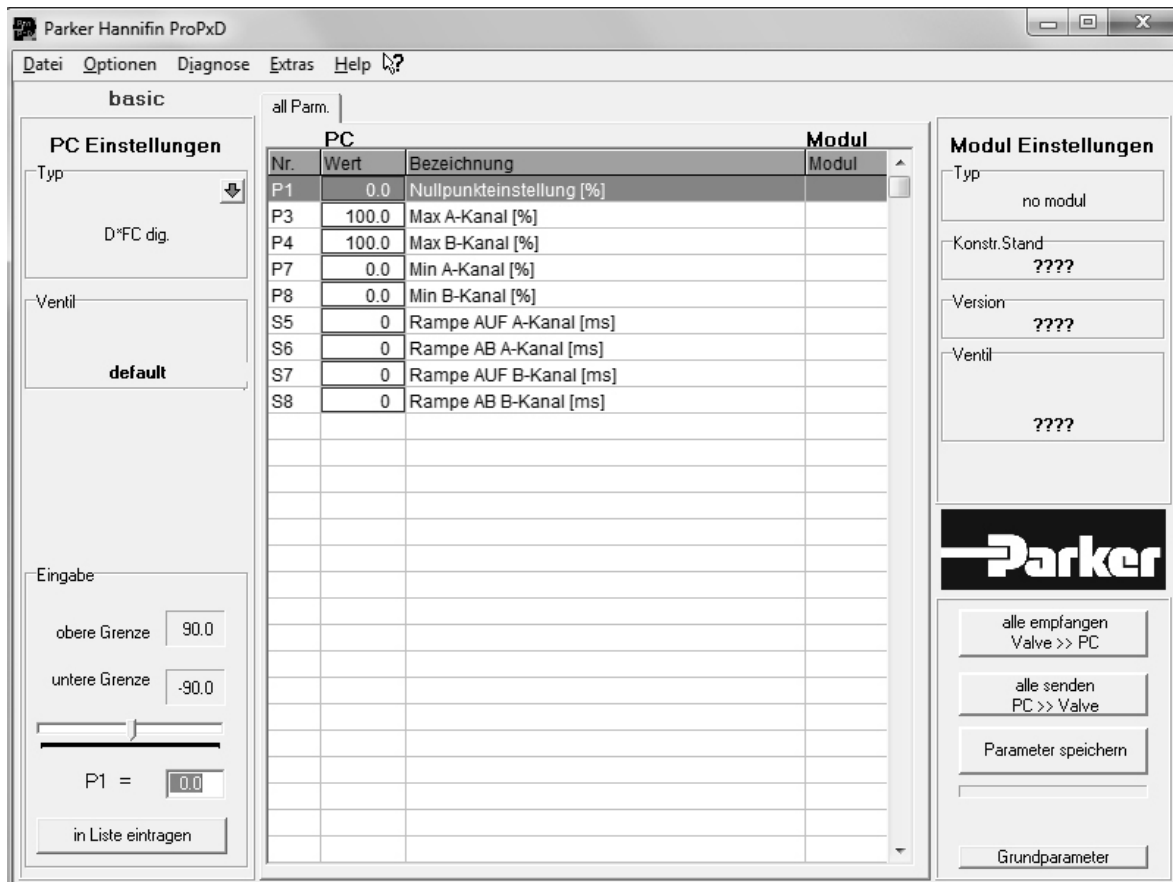 Parker Hannifin ProPxD
Datei Optionen Diagnose Extras Help
basic
PC Einstellungen
Typ
D*FC dig.
Ventil
default
Eingabe
obere Grenze 90.0
untere Grenze -90.0
P1 = 0.0
in Liste eintragen
all Parm.
PC Modul
Nr. Wert Bezeichnung Modul
P1 0.0 Nullpunkteinstellung [%]
P3 100.0 Max A-Kanal [%]
P4 100.0 Max B-Kanal [%]
P7 0.0 Min A-Kanal [%]
P8 0.0 Min B-Kanal [%]
S5 0 Rampe AUF A-Kanal [ms]
S6 0 Rampe AB A-Kanal [ms]
S7 0 Rampe AUF B-Kanal [ms]
S8 0 Rampe AB B-Kanal [ms]
Modul Einstellungen
Typ
no modul
Konstr.Stand
????
Version
????
Ventil
????
Parker
alle empfangen
Valve >> PC
alle senden
PC >> Valve
Parameter speichern
Grundparameter